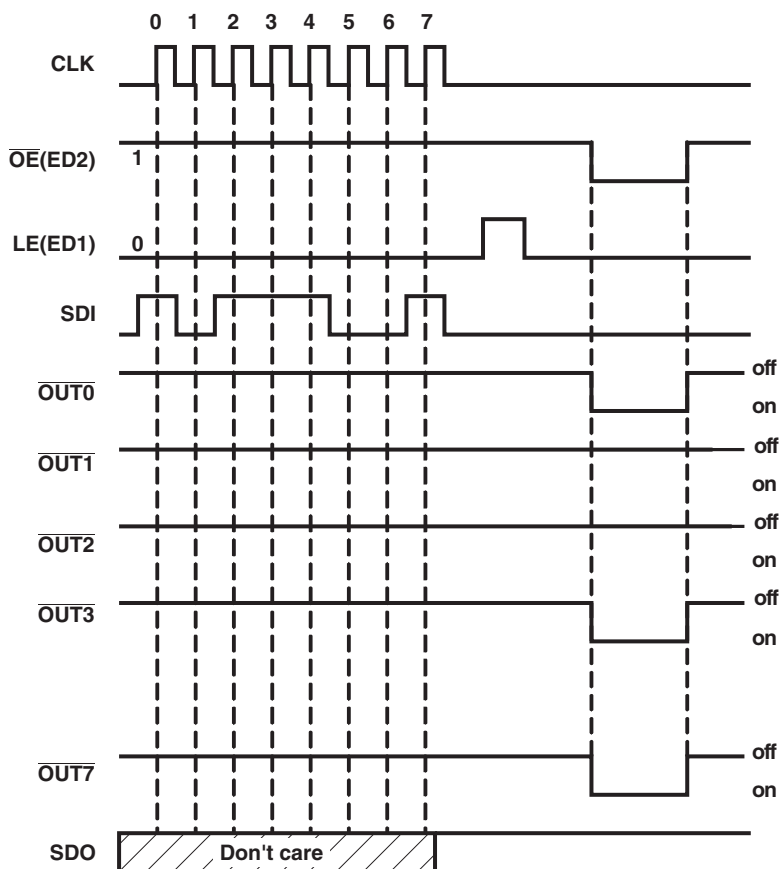 0 1 2 3 4 5 6 7
CLK
OE(ED2) 1
LE(ED1) 0
SDI
OUT0 off
on
OUT1 off
on
OUT2 off
on
OUT3 off
on
OUT7 off
on
SDO Don't care